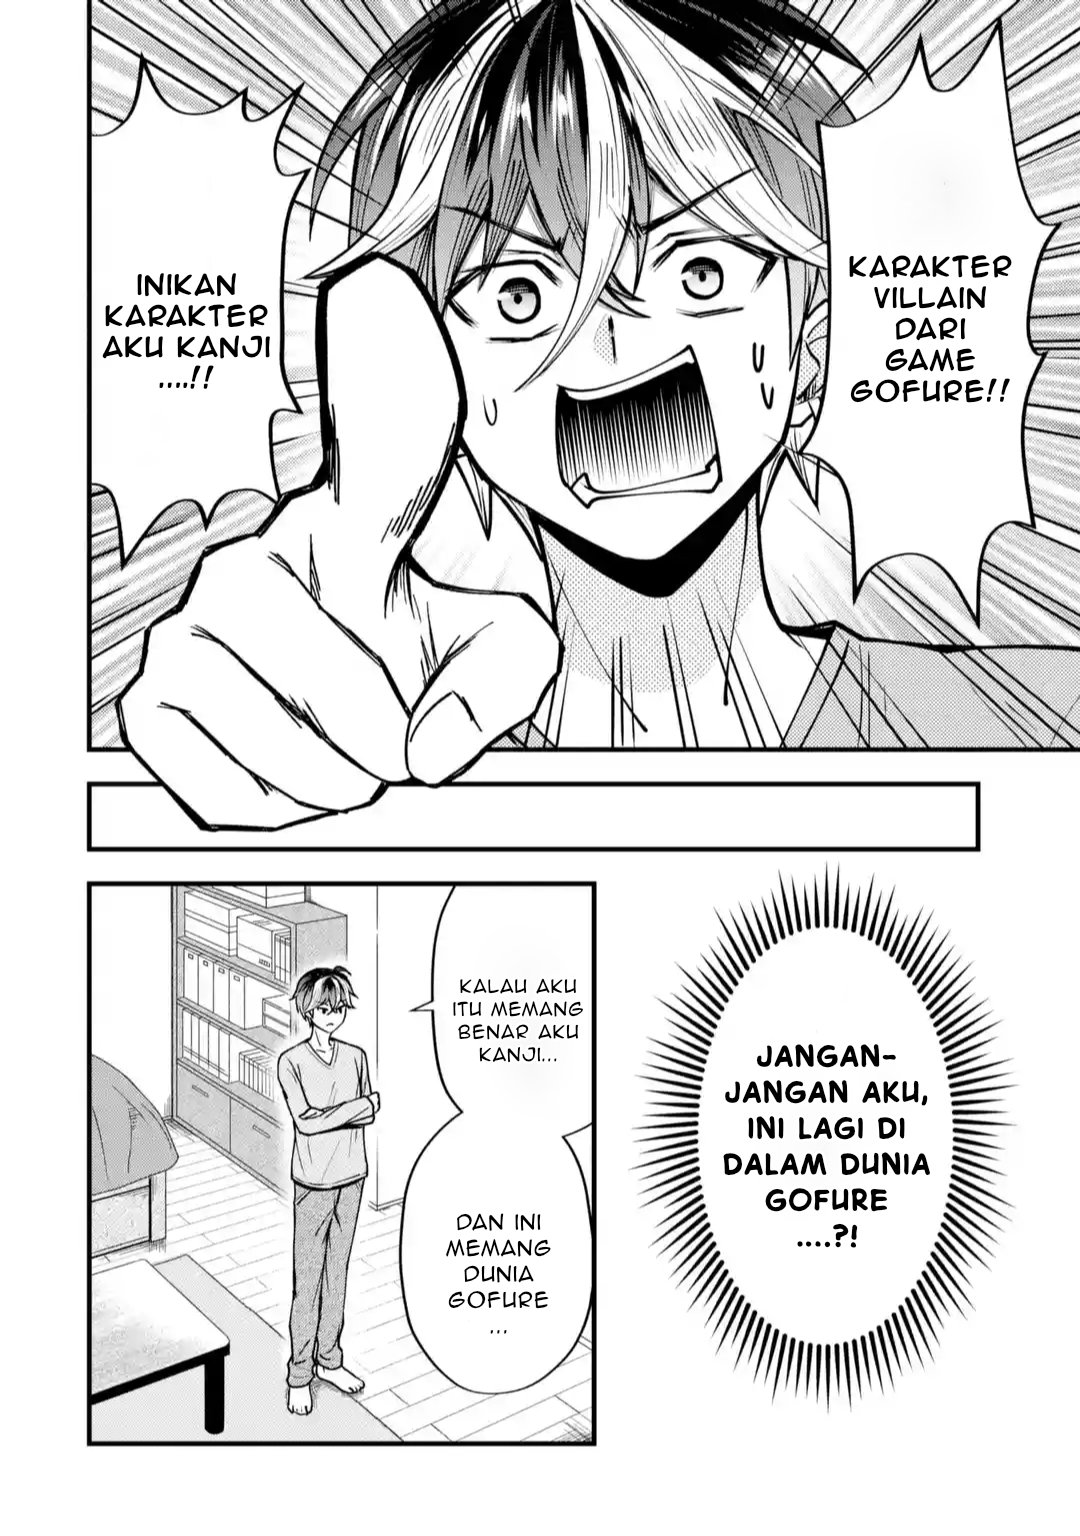 KARAKTER
VILLAIN
DARI
GAME
GOFURE!!
INIKAN
KARAKTER
AKU KANJI
....!!
JANGAN-
JANGAN AKU,
INI LAGI DI
DALAM DUNIA
GOFURE
....?!
KALAU AKU
ITU MEMANG
BENAR AKU
KANJI...
DAN INI
MEMANG
DUNIA
GOFURE
...